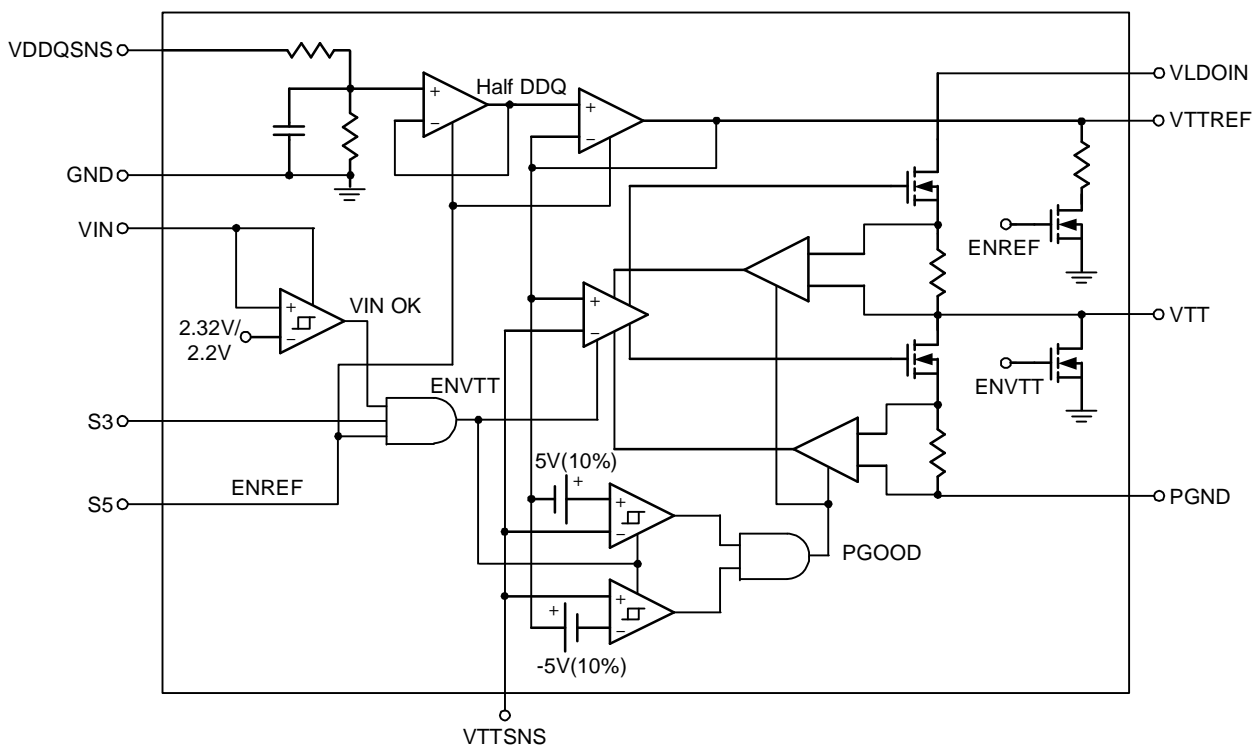 VDDQSNS
Half DDQ
VLDOIN
VTTREF
+
−
+
−
GND
VIN
ENREF
VIN OK
+
−
2.32V/
2.2V
+
−
VTT
ENVTT
ENVTT
S3
5V(10%)
+
ENREF
S5
+
−
PGND
PGOOD
+
+
−
-5V(10%)
VTTSNS